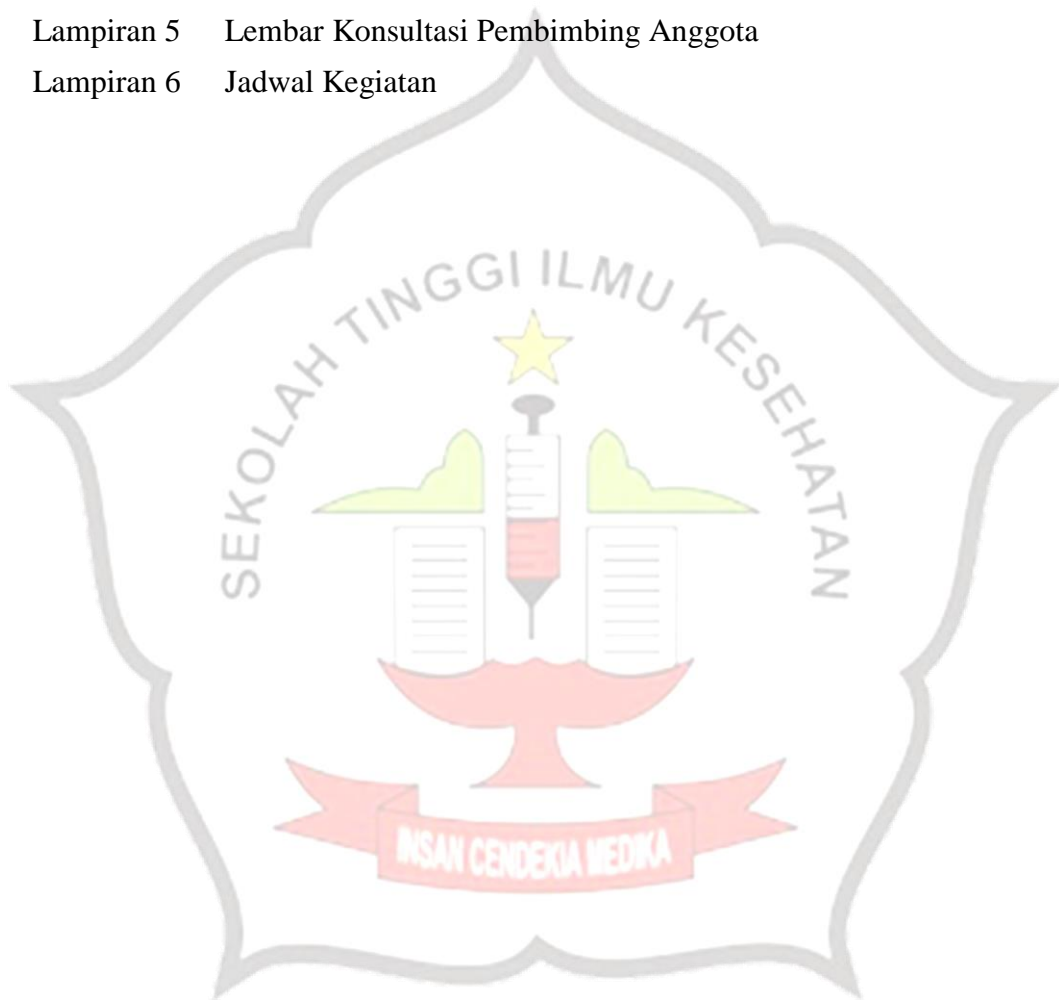 Lampiran 5 Lembar Konsultasi Pembimbing Anggota
Lampiran 6 Jadwal Kegiatan
SEKOLAH TINGGI ILMU KESEHATAN
INSAN CENDEKIA MEDIKA